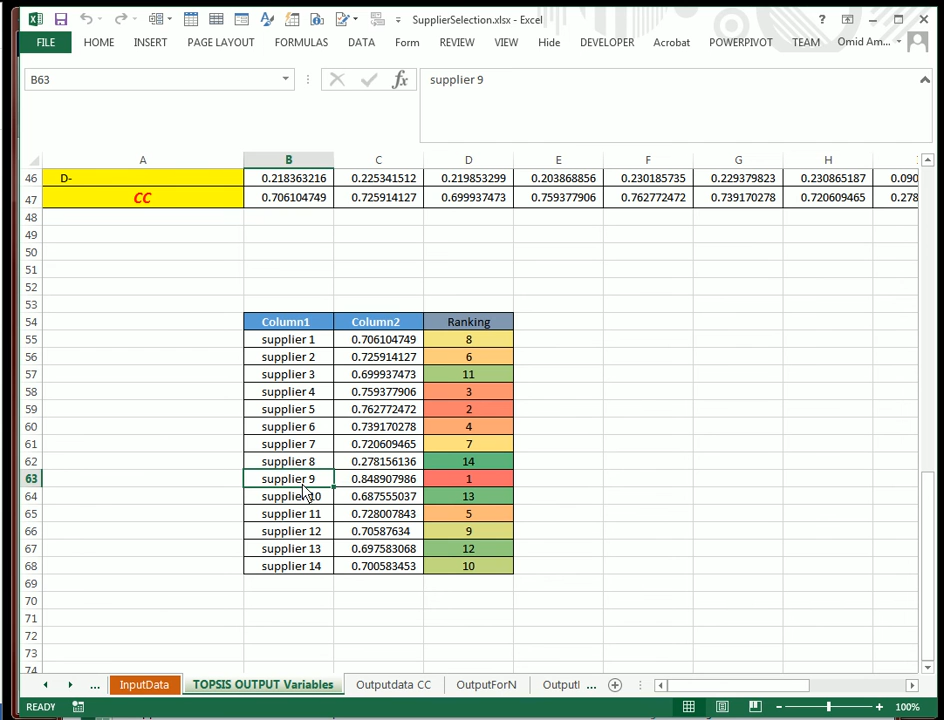 SupplierSelection.xlsx - Excel
?
FILE HOME INSERT PAGE LAYOUT FORMULAS DATA Form REVIEW VIEW Hide DEVELOPER Acrobat POWERPIVOT TEAM Omid Am...
B63 fx supplier 9
A B C D E F G H
46 D- 0.218363216 0.225341512 0.219853299 0.203868856 0.230185735 0.229379823 0.230865187 0.090
47 CC 0.706104749 0.725914127 0.699937473 0.759377906 0.762772472 0.739170278 0.720609465 0.278
48
49
50
51
52
53
54 Column1 Column2 Ranking
55 supplier 1 0.706104749 8
56 supplier 2 0.725914127 6
57 supplier 3 0.699937473 11
58 supplier 4 0.759377906 3
59 supplier 5 0.762772472 2
60 supplier 6 0.739170278 4
61 supplier 7 0.720609465 7
62 supplier 8 0.278156136 14
63 supplier 9 0.848907986 1
64 supplier 10 0.687555037 13
65 supplier 11 0.728007843 5
66 supplier 12 0.70587634 9
67 supplier 13 0.697583068 12
68 supplier 14 0.700583453 10
69
70
71
72
73
74
... InputData TOPSIS OUTPUT Variables Outputdata CC OutputForN Output ...
READY 100%